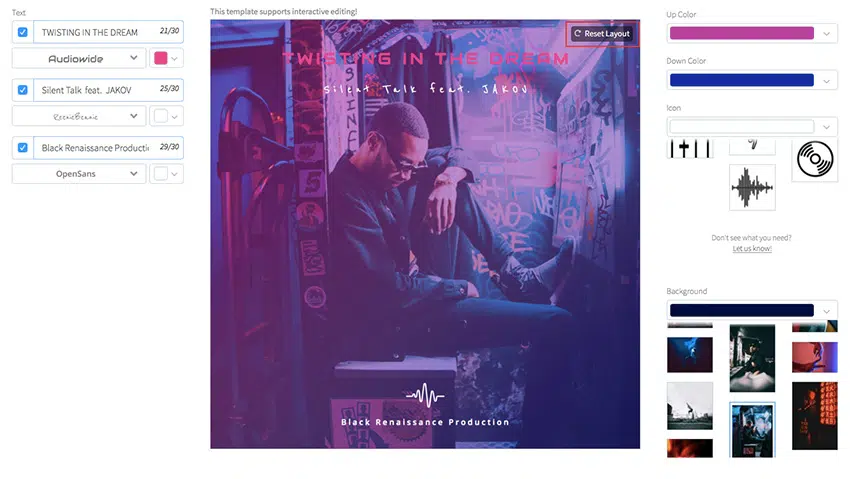 Text
TWISTING IN THE DREAM 21/30
Audiowide
Silent Talk feat. JAKOV 25/30
ReenieBeanie
Black Renaissance Productio 29/30
OpenSans
This template supports interactive editing!
Reset Layout
TWISTING IN THE DREAM
Silent Talk feat. JAKOV
5
Black Renaissance Production
Up Color
Down Color
Icon
Don't see what you need?
Let us know!
Background